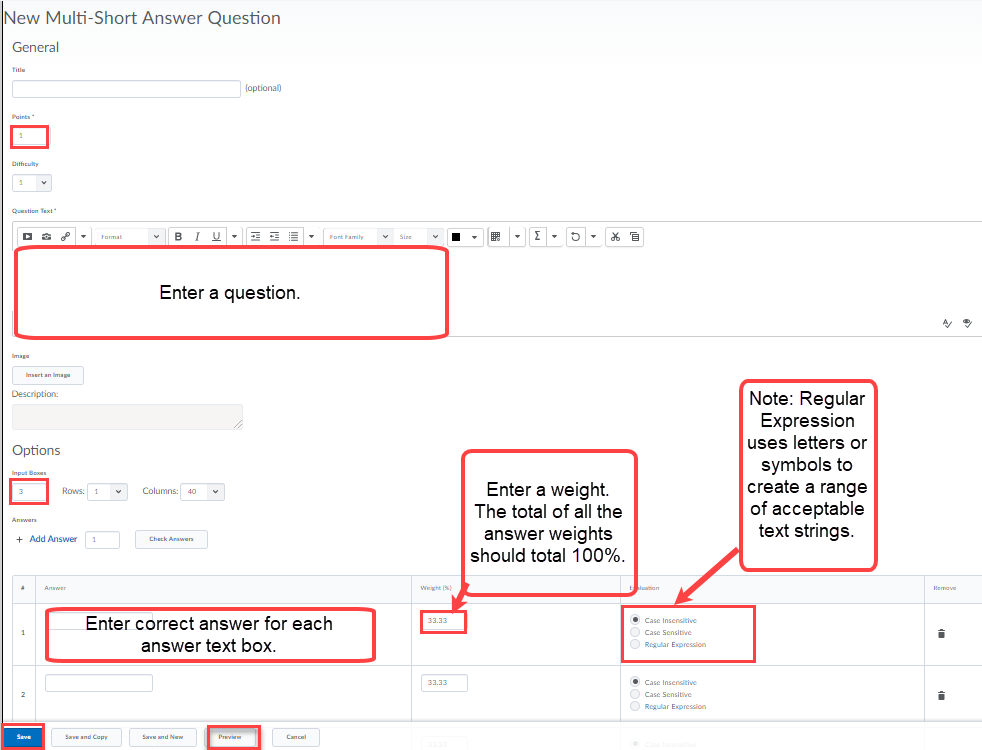 New Multi-Short Answer Question
General
Title
(optional)
Points *
1
Difficulty
1
Question Text *
Format
B I U
Font Family
Size
Σ
Enter a question.
Image
Insert an Image
Description:
Options
Input Boxes
3 Rows: 1 Columns: 40
Answers
+ Add Answer 1 Check Answers
Enter a weight.
The total of all the
answer weights
should total 100%.
Note: Regular
Expression
uses letters or
symbols to
create a range
of acceptable
text strings.
# Answer Weight (%) Evaluation Remove
1
Enter correct answer for each
answer text box.
33.33
Case Insensitive
Case Sensitive
Regular Expression
2
33.33
Case Insensitive
Case Sensitive
Regular Expression
33.33
Case Insensitive
Save Save and Copy Save and New Preview Cancel